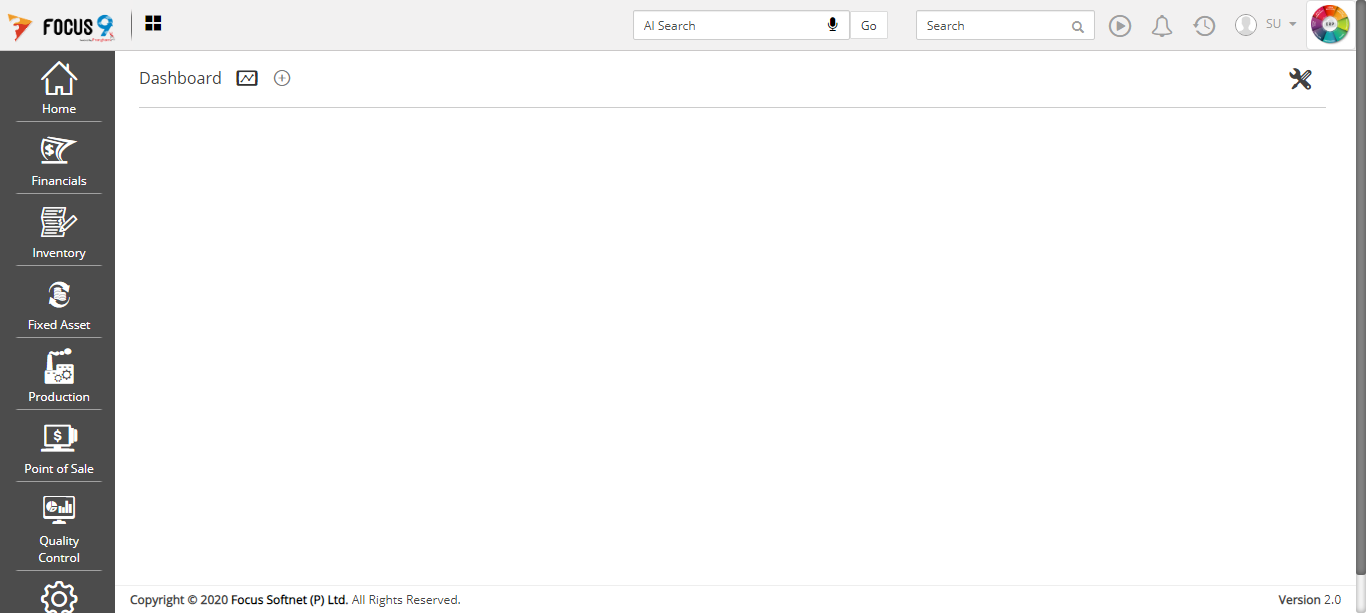 FOCUS 9
AI Search
Go
Search
SU
ERP
Dashboard
Home
Financials
Inventory
Fixed Asset
Production
Point of Sale
Quality
Control
Copyright © 2020 Focus Softnet (P) Ltd. All Rights Reserved.
Version 2.0